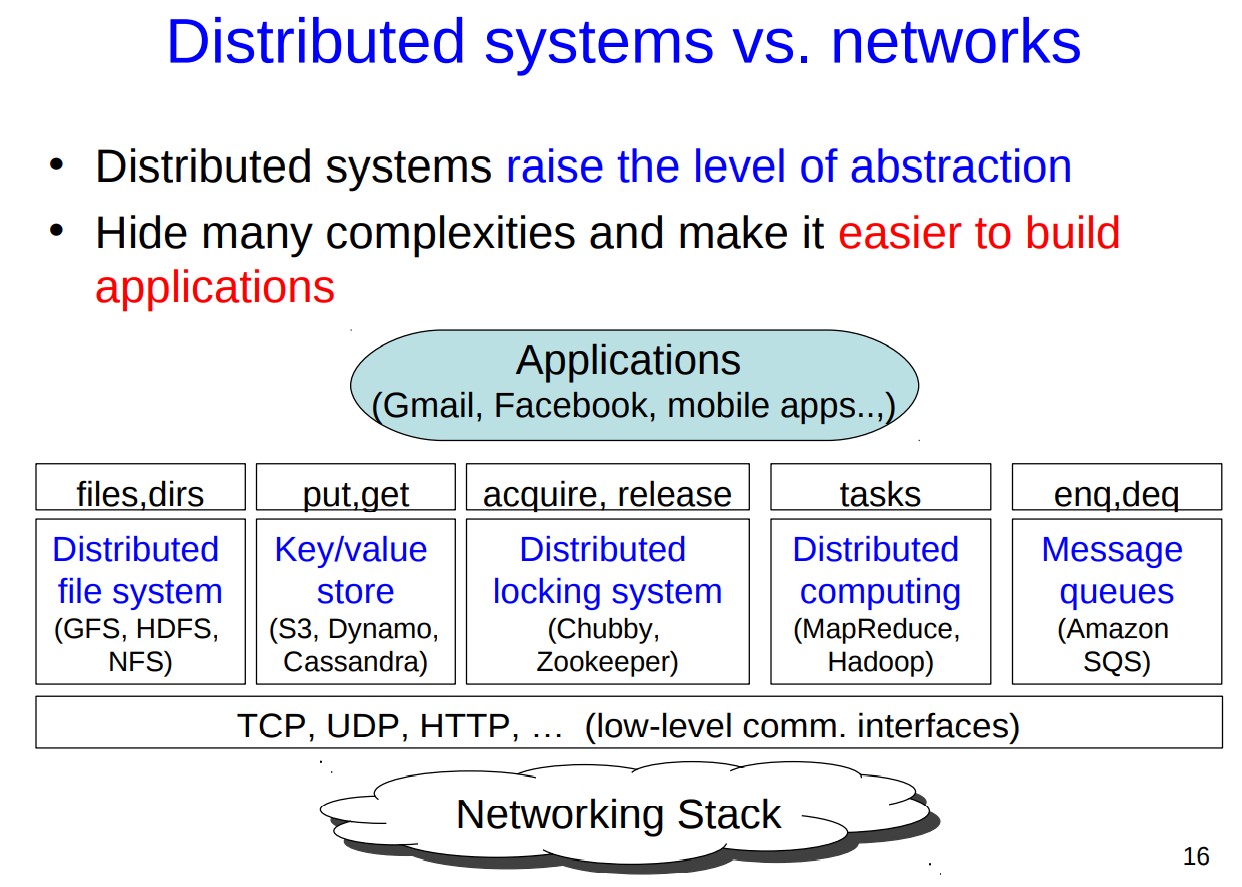 Distributed systems vs. networks
• Distributed systems raise the level of abstraction
• Hide many complexities and make it easier to build
applications
Applications
(Gmail, Facebook, mobile apps..,)
files,dirs
put,get
acquire, release
tasks
enq,deq
Distributed
file system
(GFS, HDFS,
NFS)
Key/value
store
(S3, Dynamo,
Cassandra)
Distributed
locking system
(Chubby,
Zookeeper)
Distributed
computing
(MapReduce,
Hadoop)
Message
queues
(Amazon
SQS)
TCP, UDP, HTTP, … (low-level comm. interfaces)
Networking Stack
16